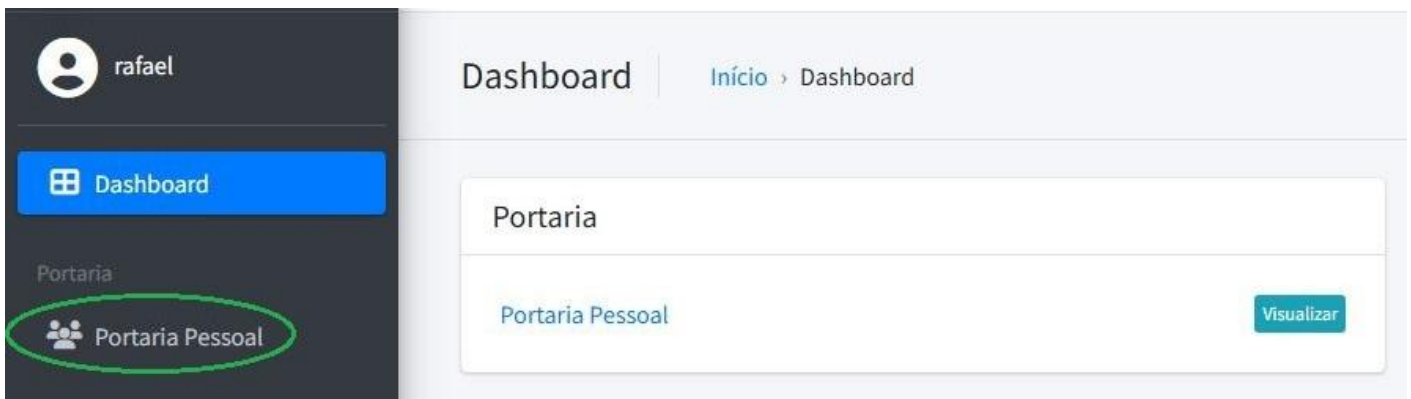 rafael
Dashboard
Portaria
Portaria Pessoal
Dashboard
Início › Dashboard
Portaria
Portaria Pessoal
Visualizar